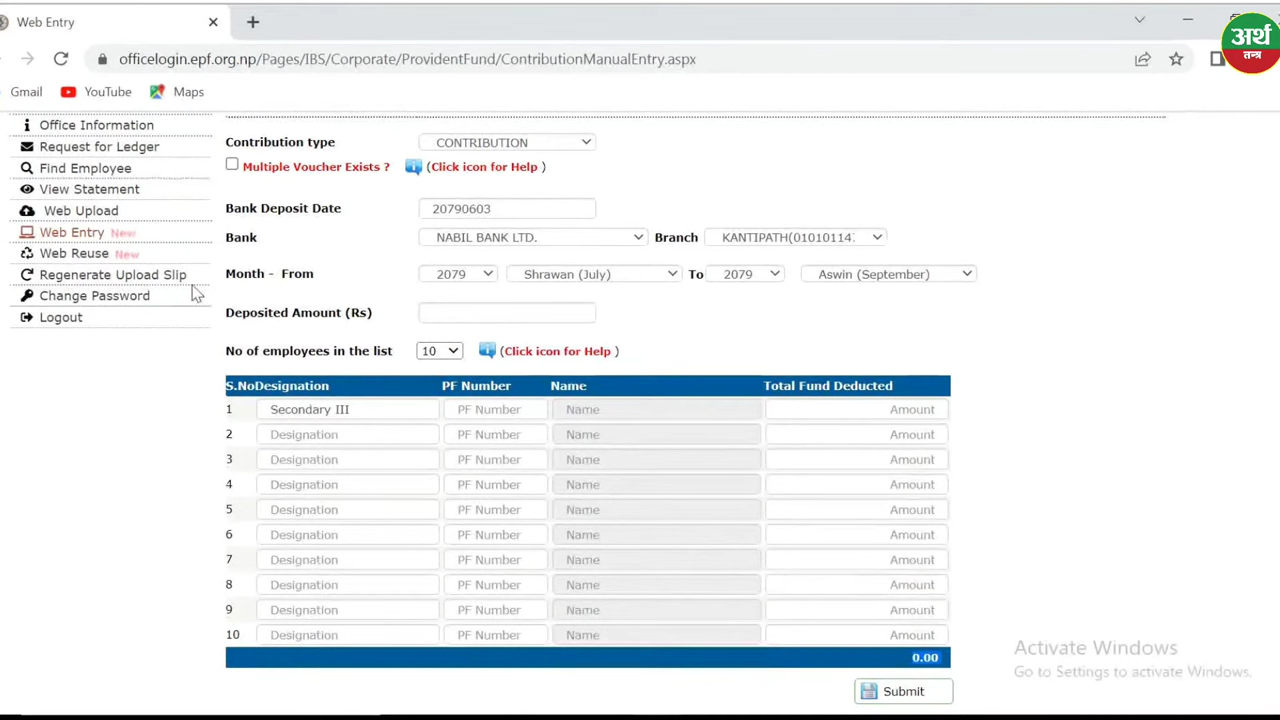 Web Entry
अर्थ
तन्त्र
officelogin.epf.org.np/Pages/IBS/Corporate/ProvidentFund/ContributionManualEntry.aspx
Gmail YouTube Maps
Office Information
Request for Ledger
Find Employee
View Statement
Web Upload
Web Entry New
Web Reuse New
Regenerate Upload Slip
Change Password
Logout
Contribution type CONTRIBUTION
Multiple Voucher Exists ? (Click icon for Help )
Bank Deposit Date 20790603
Bank NABIL BANK LTD. Branch KANTIPATH(01010114
Month - From 2079 Shrawan (July) To 2079 Aswin (September)
Deposited Amount (Rs)
No of employees in the list 10 (Click icon for Help )
S.No Designation PF Number Name Total Fund Deducted
1 Secondary III PF Number Name Amount
2 Designation PF Number Name Amount
3 Designation PF Number Name Amount
4 Designation PF Number Name Amount
5 Designation PF Number Name Amount
6 Designation PF Number Name Amount
7 Designation PF Number Name Amount
8 Designation PF Number Name Amount
9 Designation PF Number Name Amount
10 Designation PF Number Name Amount
0.00
Submit
Activate Windows
Go to Settings to activate Windows.